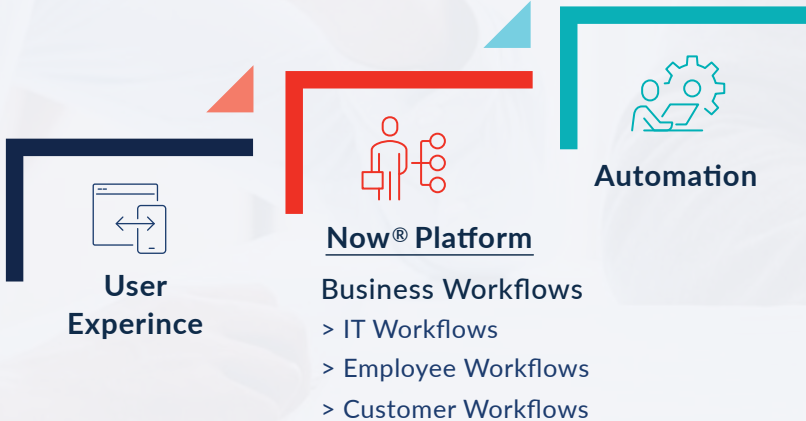 User
Experince
Now® Platform
Business Workflows
> IT Workflows
> Employee Workflows
> Customer Workflows
Automation